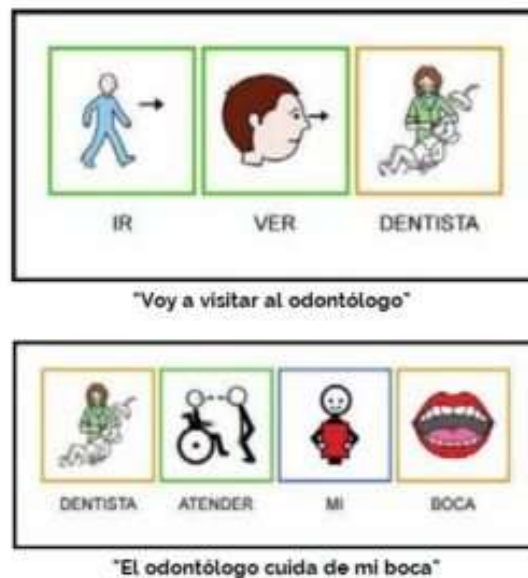 IR VER DENTISTA
"Voy a visitar al odontólogo"
DENTISTA ATENDER MI BOCA
"El odontólogo cuida de mi boca"